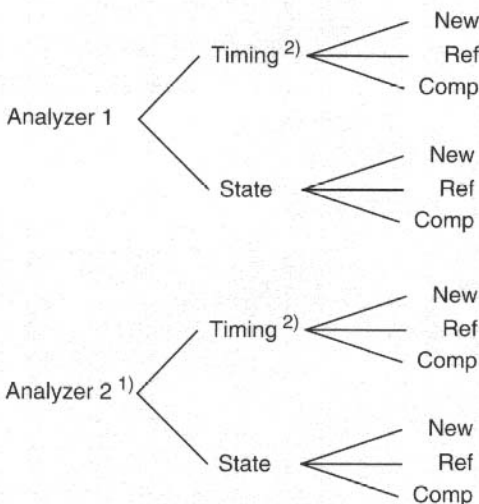 New
Timing 2)
Ref
Comp
Analyzer 1
New
State
Ref
Comp
New
Timing 2)
Ref
Comp
Analyzer 2 1)
New
State
Ref
Comp